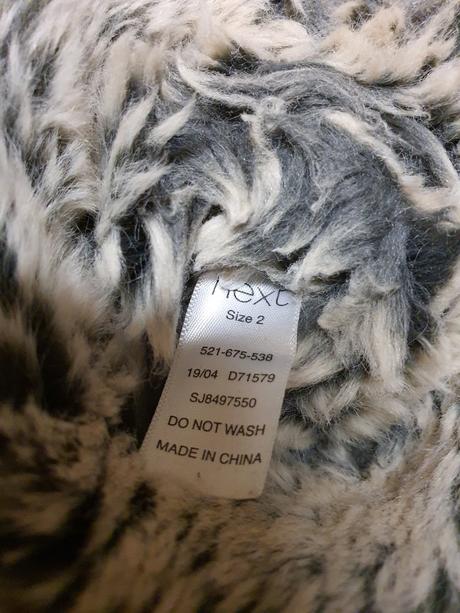 next
Size 2
521-675-538
19/04 D71579
SJ8497550
DO NOT WASH
MADE IN CHINA